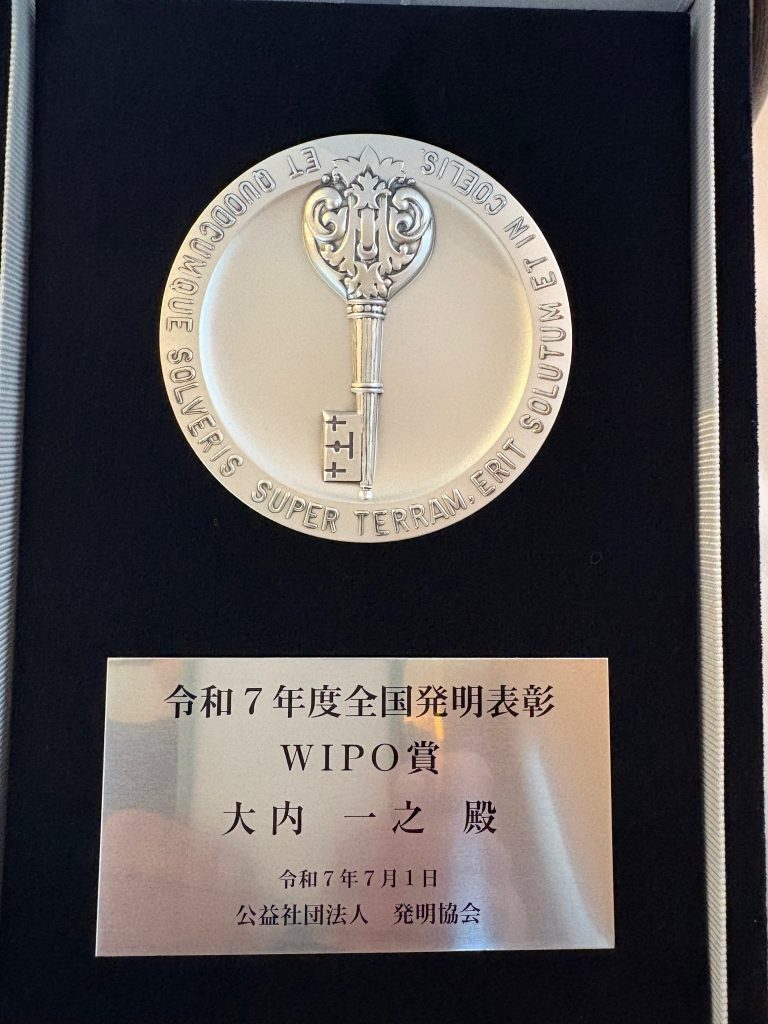 ET QUODCUMQUE SOLVERIS SUPER TERRAM, ERIT SOLUTUM ET IN COELIS.
令和7年度全国発明表彰
WIPO賞
大内 一之 殿
令和7年7月1日
公益社団法人 発明協会